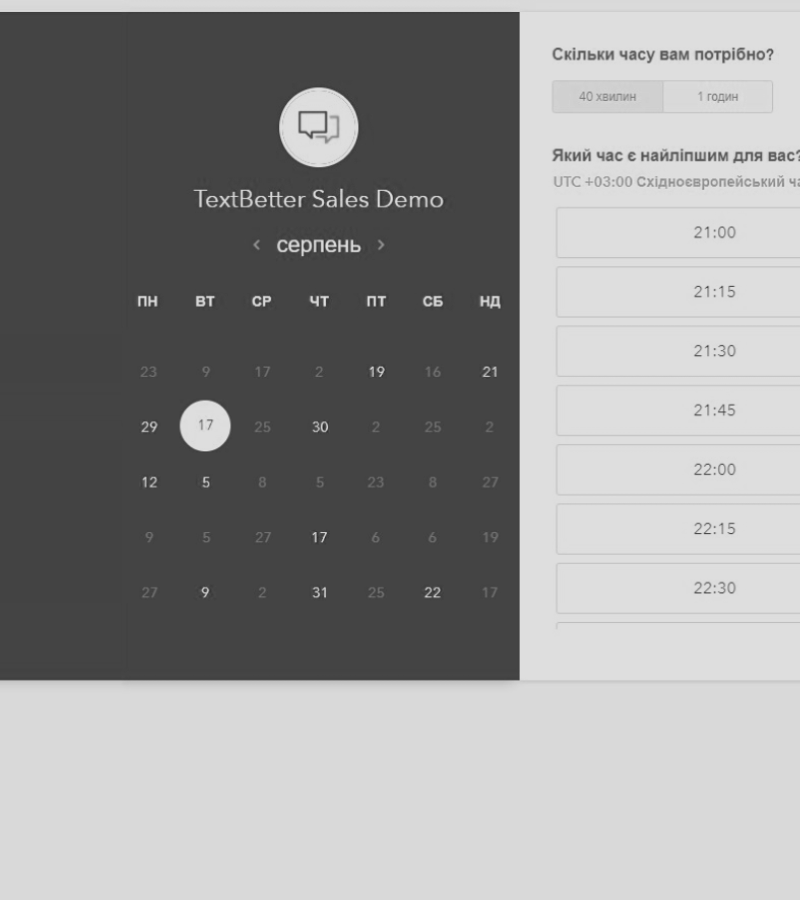 TextBetter Sales Demo
серпень
ПН ВТ СР ЧТ ПТ СБ НД
23 9 17 2 19 16 21
29 17 25 30 2 25 2
12 5 8 5 23 8 27
9 5 27 17 6 6 19
27 9 2 31 25 22 17
Скільки часу вам потрібно?
40 хвилин 1 годин
Який час є найліпшим для вас?
UTC +03:00 Східноєвропейський ча
21:00
21:15
21:30
21:45
22:00
22:15
22:30